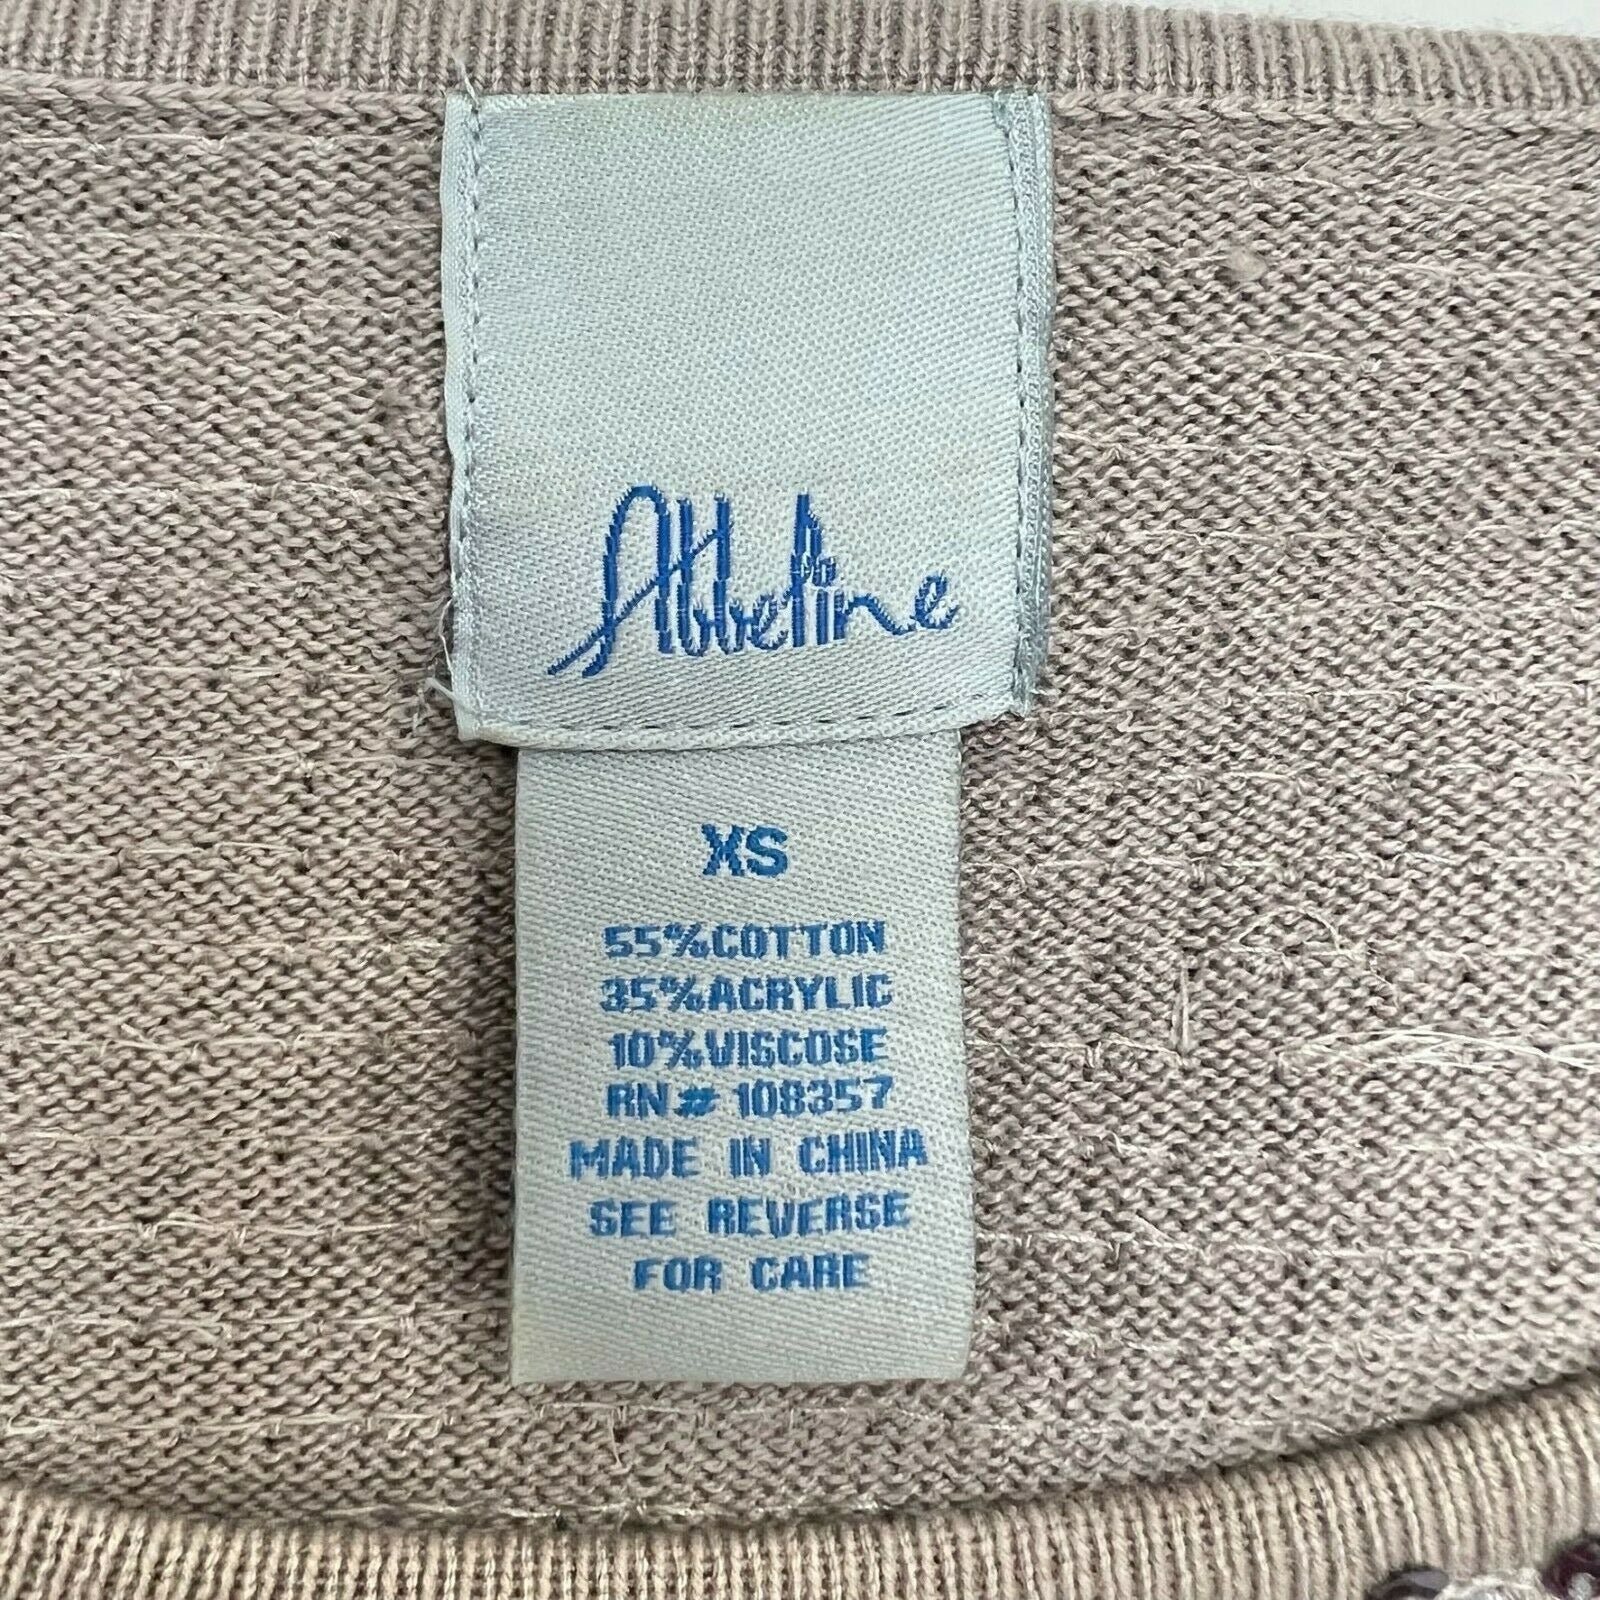 Abbeline
XS
55%COTTON
35%ACRYLIC
10%VISCOSE
RN# 108357
MADE IN CHINA
SEE REVERSE
FOR CARE